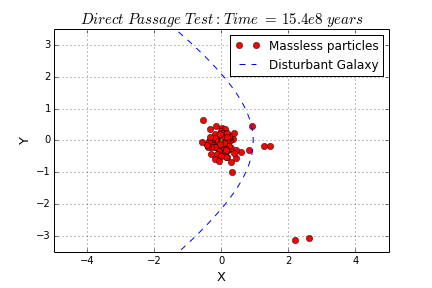 Direct Passage Test: Time = 15.4e8 years
Massless particles
Disturbant Galaxy
3
2
1
0
−1
−2
−3
Y
−4
−2
0
2
4
X